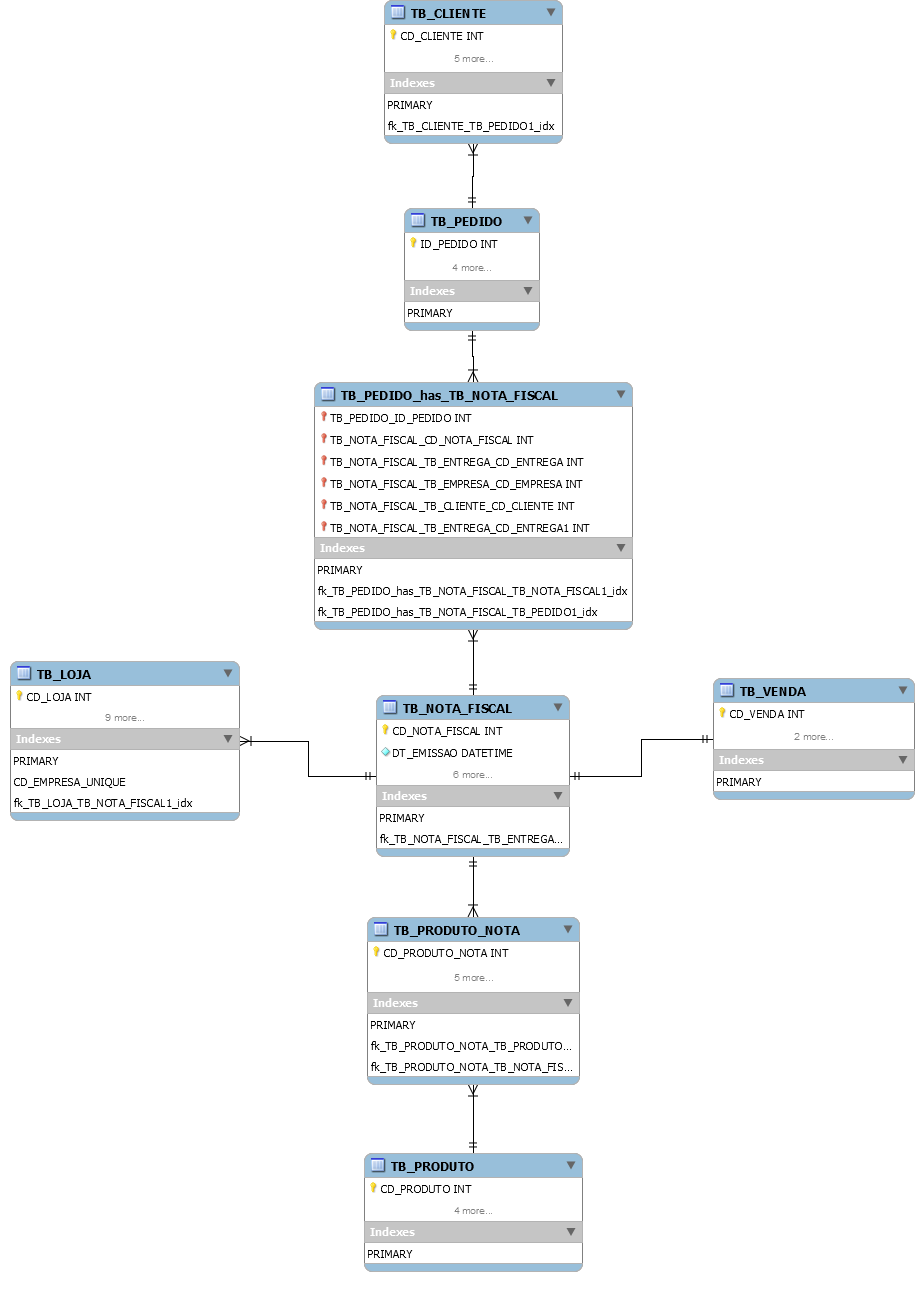 TB_CLIENTE
CD_CLIENTE INT
5 more...
Indexes
PRIMARY
fk_TB_CLIENTE_TB_PEDIDO1_idx
TB_PEDIDO
ID_PEDIDO INT
4 more...
Indexes
PRIMARY
TB_PEDIDO_has_TB_NOTA_FISCAL
TB_PEDIDO_ID_PEDIDO INT
TB_NOTA_FISCAL_CD_NOTA_FISCAL INT
TB_NOTA_FISCAL_TB_ENTREGA_CD_ENTREGA INT
TB_NOTA_FISCAL_TB_EMPRESA_CD_EMPRESA INT
TB_NOTA_FISCAL_TB_CLIENTE_CD_CLIENTE INT
TB_NOTA_FISCAL_TB_ENTREGA_CD_ENTREGA1 INT
Indexes
PRIMARY
fk_TB_PEDIDO_has_TB_NOTA_FISCAL_TB_NOTA_FISCAL1_idx
fk_TB_PEDIDO_has_TB_NOTA_FISCAL_TB_PEDIDO1_idx
TB_LOJA
CD_LOJA INT
9 more...
Indexes
PRIMARY
CD_EMPRESA_UNIQUE
fk_TB_LOJA_TB_NOTA_FISCAL1_idx
TB_NOTA_FISCAL
CD_NOTA_FISCAL INT
DT_EMISSAO DATETIME
6 more...
Indexes
PRIMARY
fk_TB_NOTA_FISCAL_TB_ENTREGA...
TB_VENDA
CD_VENDA INT
2 more...
Indexes
PRIMARY
TB_PRODUTO_NOTA
CD_PRODUTO_NOTA INT
5 more...
Indexes
PRIMARY
fk_TB_PRODUTO_NOTA_TB_PRODUTO...
fk_TB_PRODUTO_NOTA_TB_NOTA_FIS...
TB_PRODUTO
CD_PRODUTO INT
4 more...
Indexes
PRIMARY